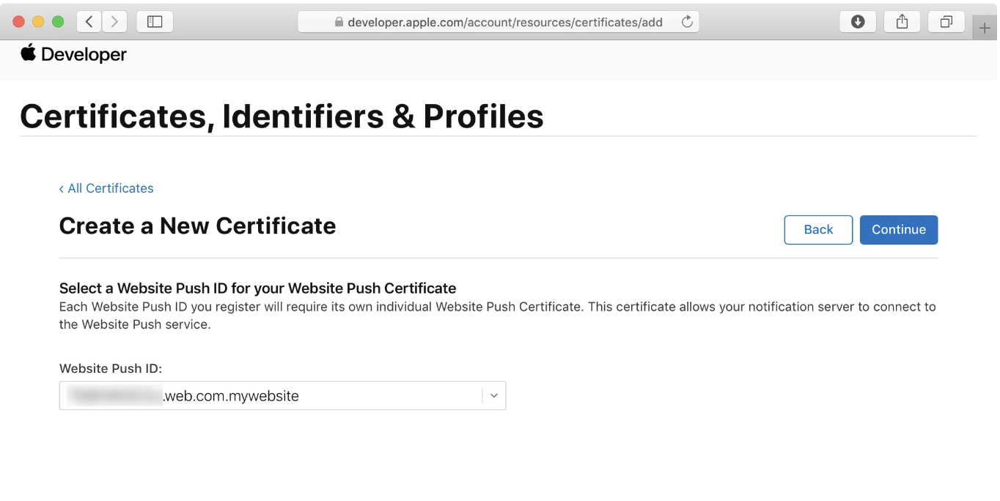 developer.apple.com/account/resources/certificates/add
Developer
Certificates, Identifiers & Profiles
‹ All Certificates
Create a New Certificate
Back
Continue
Select a Website Push ID for your Website Push Certificate
Each Website Push ID you register will require its own individual Website Push Certificate. This certificate allows your notification server to connect to
the Website Push service.
Website Push ID:
.web.com.mywebsite